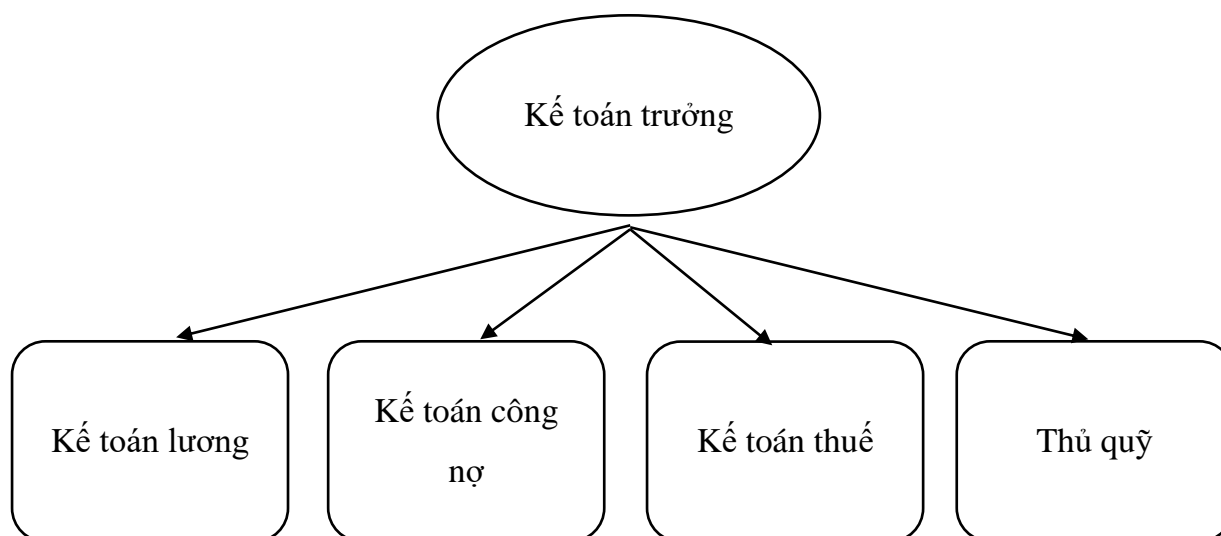 Kế toán trưởng
Kế toán lương
Kế toán công
nợ
Kế toán thuế
Thủ quỹ